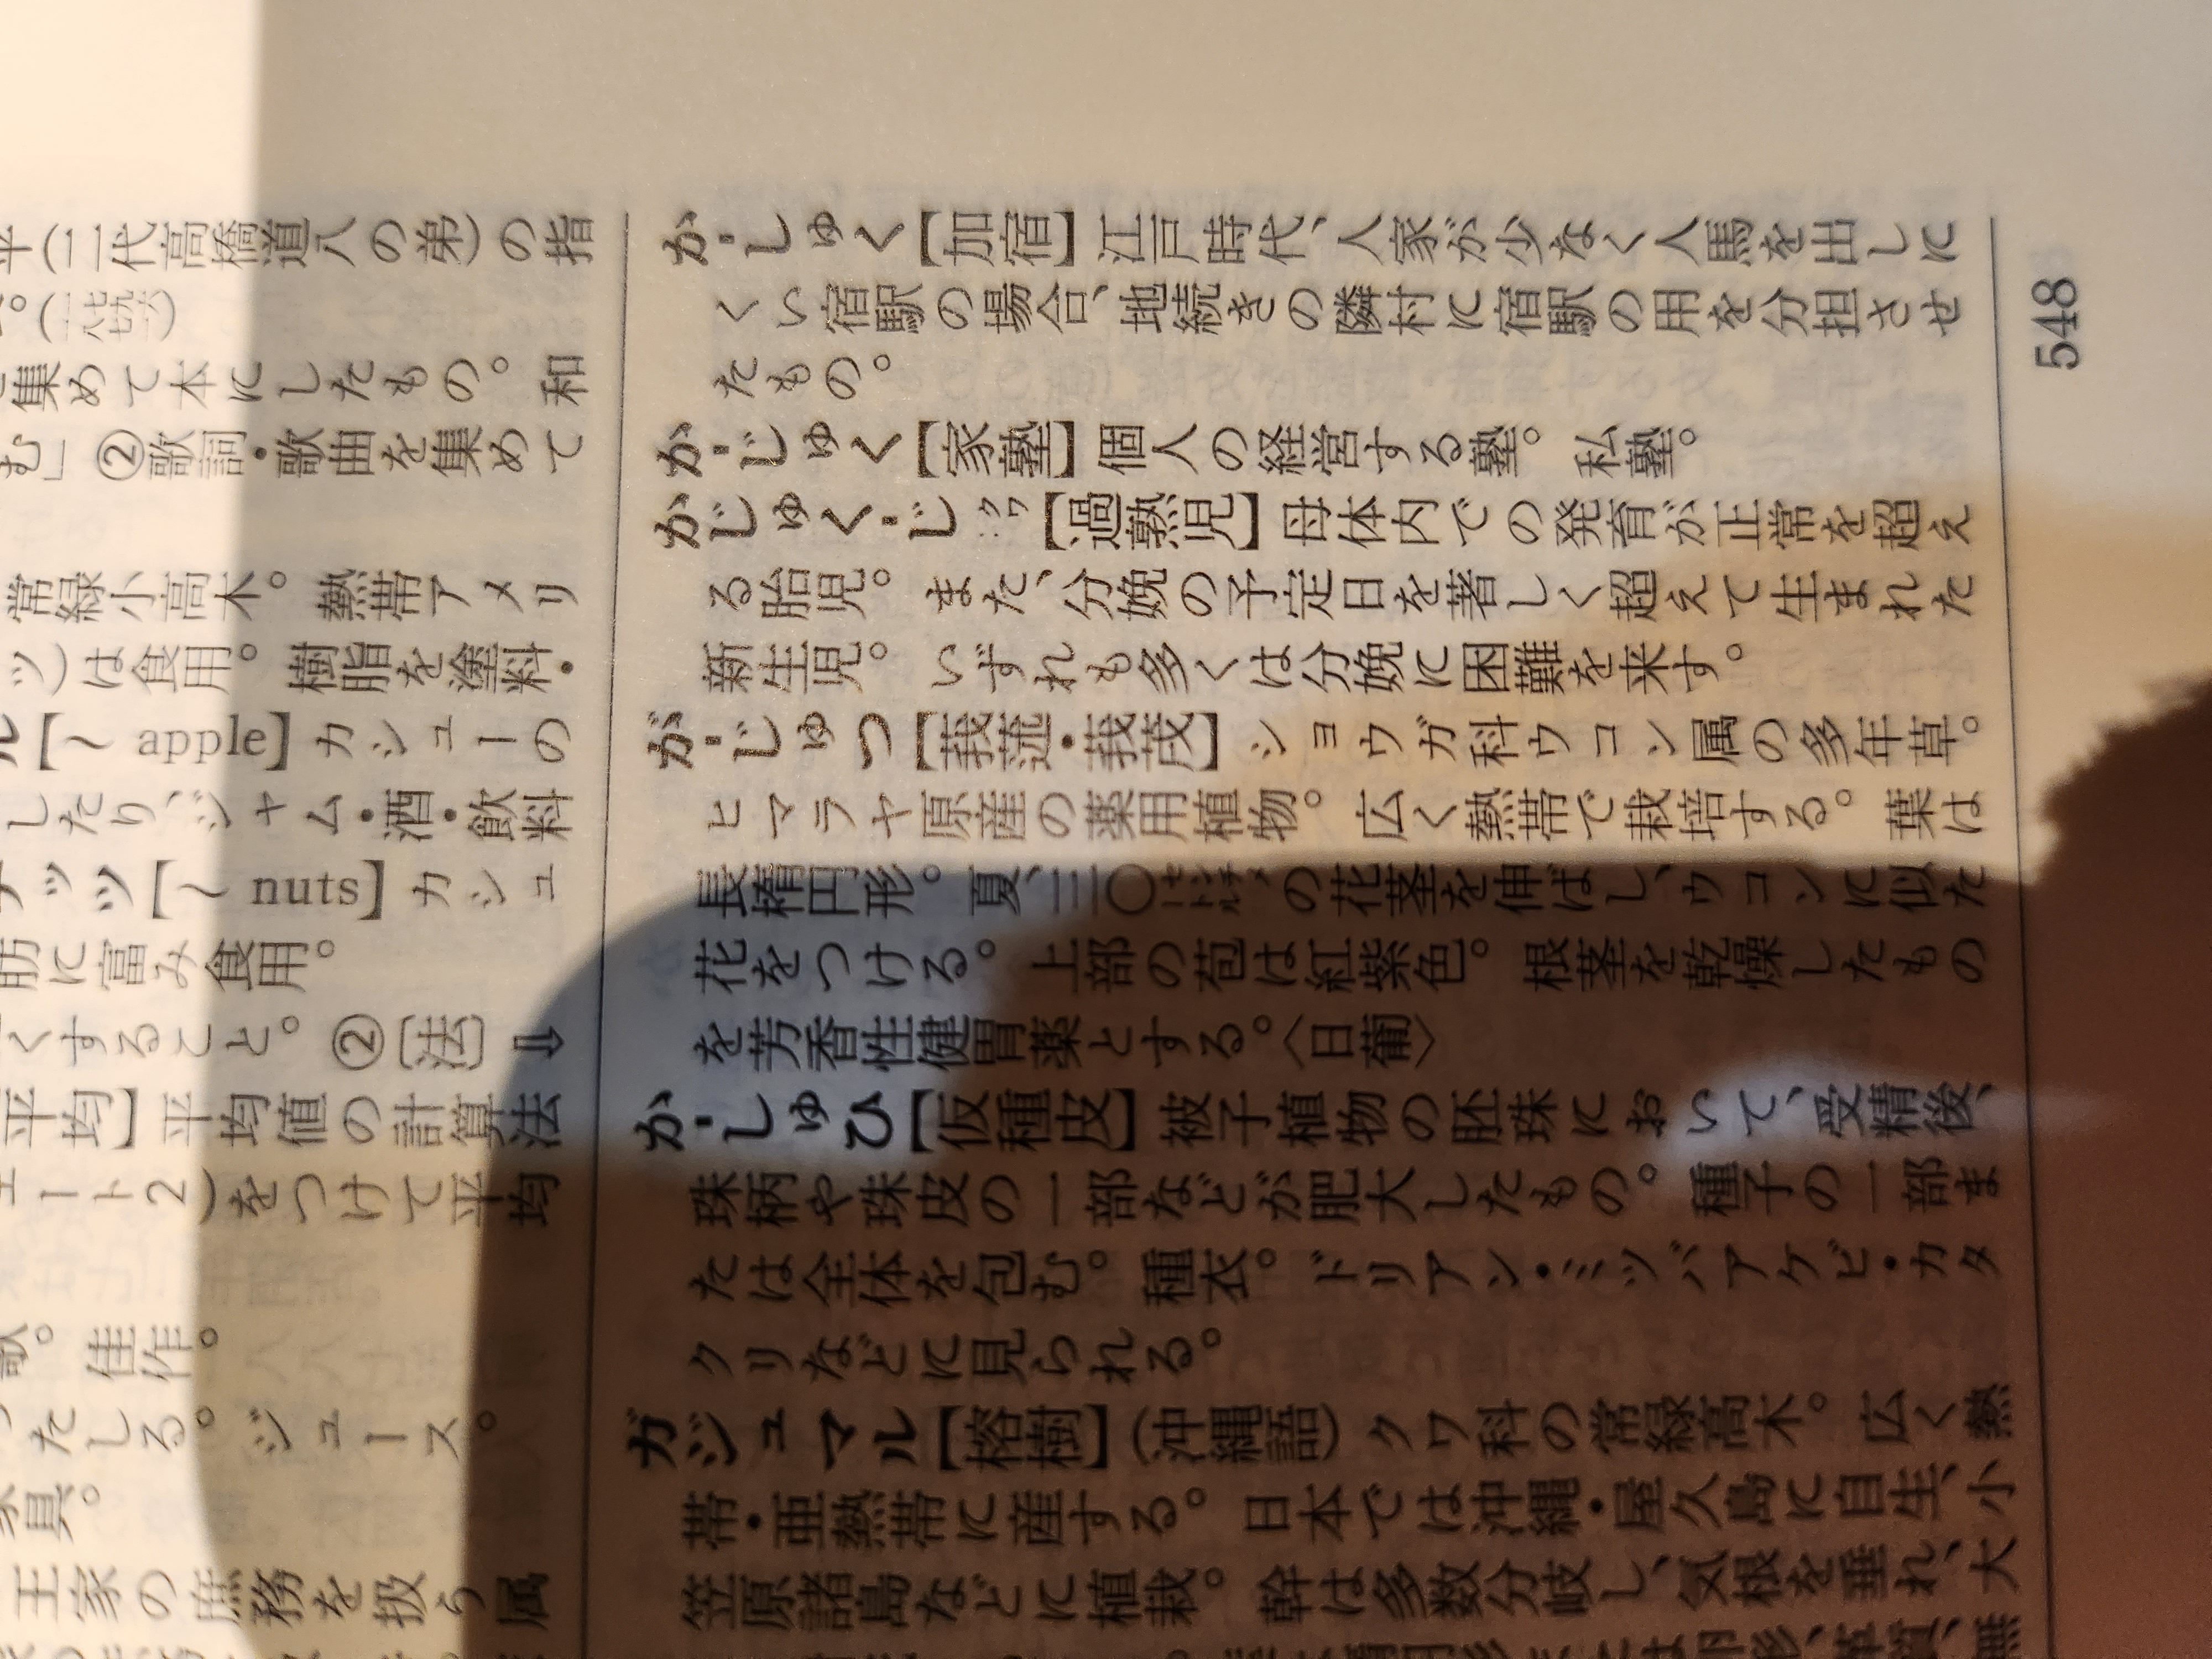 平(二代高橋道八の弟)の指
(一七九六一八七一)
集めて本にしたもの。和
む」②歌詞・歌曲を集めて
常緑小高木。熱帯アメリ
ツ)は食用。樹脂を塗料・
ル【〜apple】カシューの
したり、ジャム・酒・飲料
ナッツ【〜nuts】カシュ
肪に富み食用。
くすること。②〔法〕⇩
平均】平均値の計算法
ート2)をつけて平均
歌。佳作。
ったしる。ジュース。
家具。
王家の庶務を扱う属
か‐しゅく【加宿】江戸時代、人家が少なく人馬を出しに
くい宿駅の場合、地続きの隣村に宿駅の用を分担させ
たもの。
か‐じゅく【家塾】個人の経営する塾。私塾。
かじゅく‐じクワ‥【過熟児】母体内での発育が正常を超え
る胎児。また、分娩の予定日を著しく超えて生まれた
新生児。いずれも多くは分娩に困難を来す。
が‐じゅつ【莪蒁・莪茂】ショウガ科ウコン属の多年草。
ヒマラヤ原産の薬用植物。広く熱帯で栽培する。葉は
長楕円形。夏、三〇センチメートルの花茎を伸ばし、ウコンに似た
花をつける。上部の苞は紅紫色。根茎を乾燥したもの
を芳香性健胃薬とする。〈日葡〉
か‐しゅひ【仮種皮】被子植物の胚珠において、受精後、
珠柄や珠皮の一部などが肥大したもの。種子の一部ま
たは全体を包む。種衣。ドリアン・ミツバアケビ・カタ
クリなどに見られる。
ガジュマル【榕樹】(沖縄語)クワ科の常緑高木。広く熱
帯・亜熱帯に産する。日本では沖縄・屋久島に自生、小
笠原諸島などに植栽。幹は多数分岐し、気根を垂れ、大
548